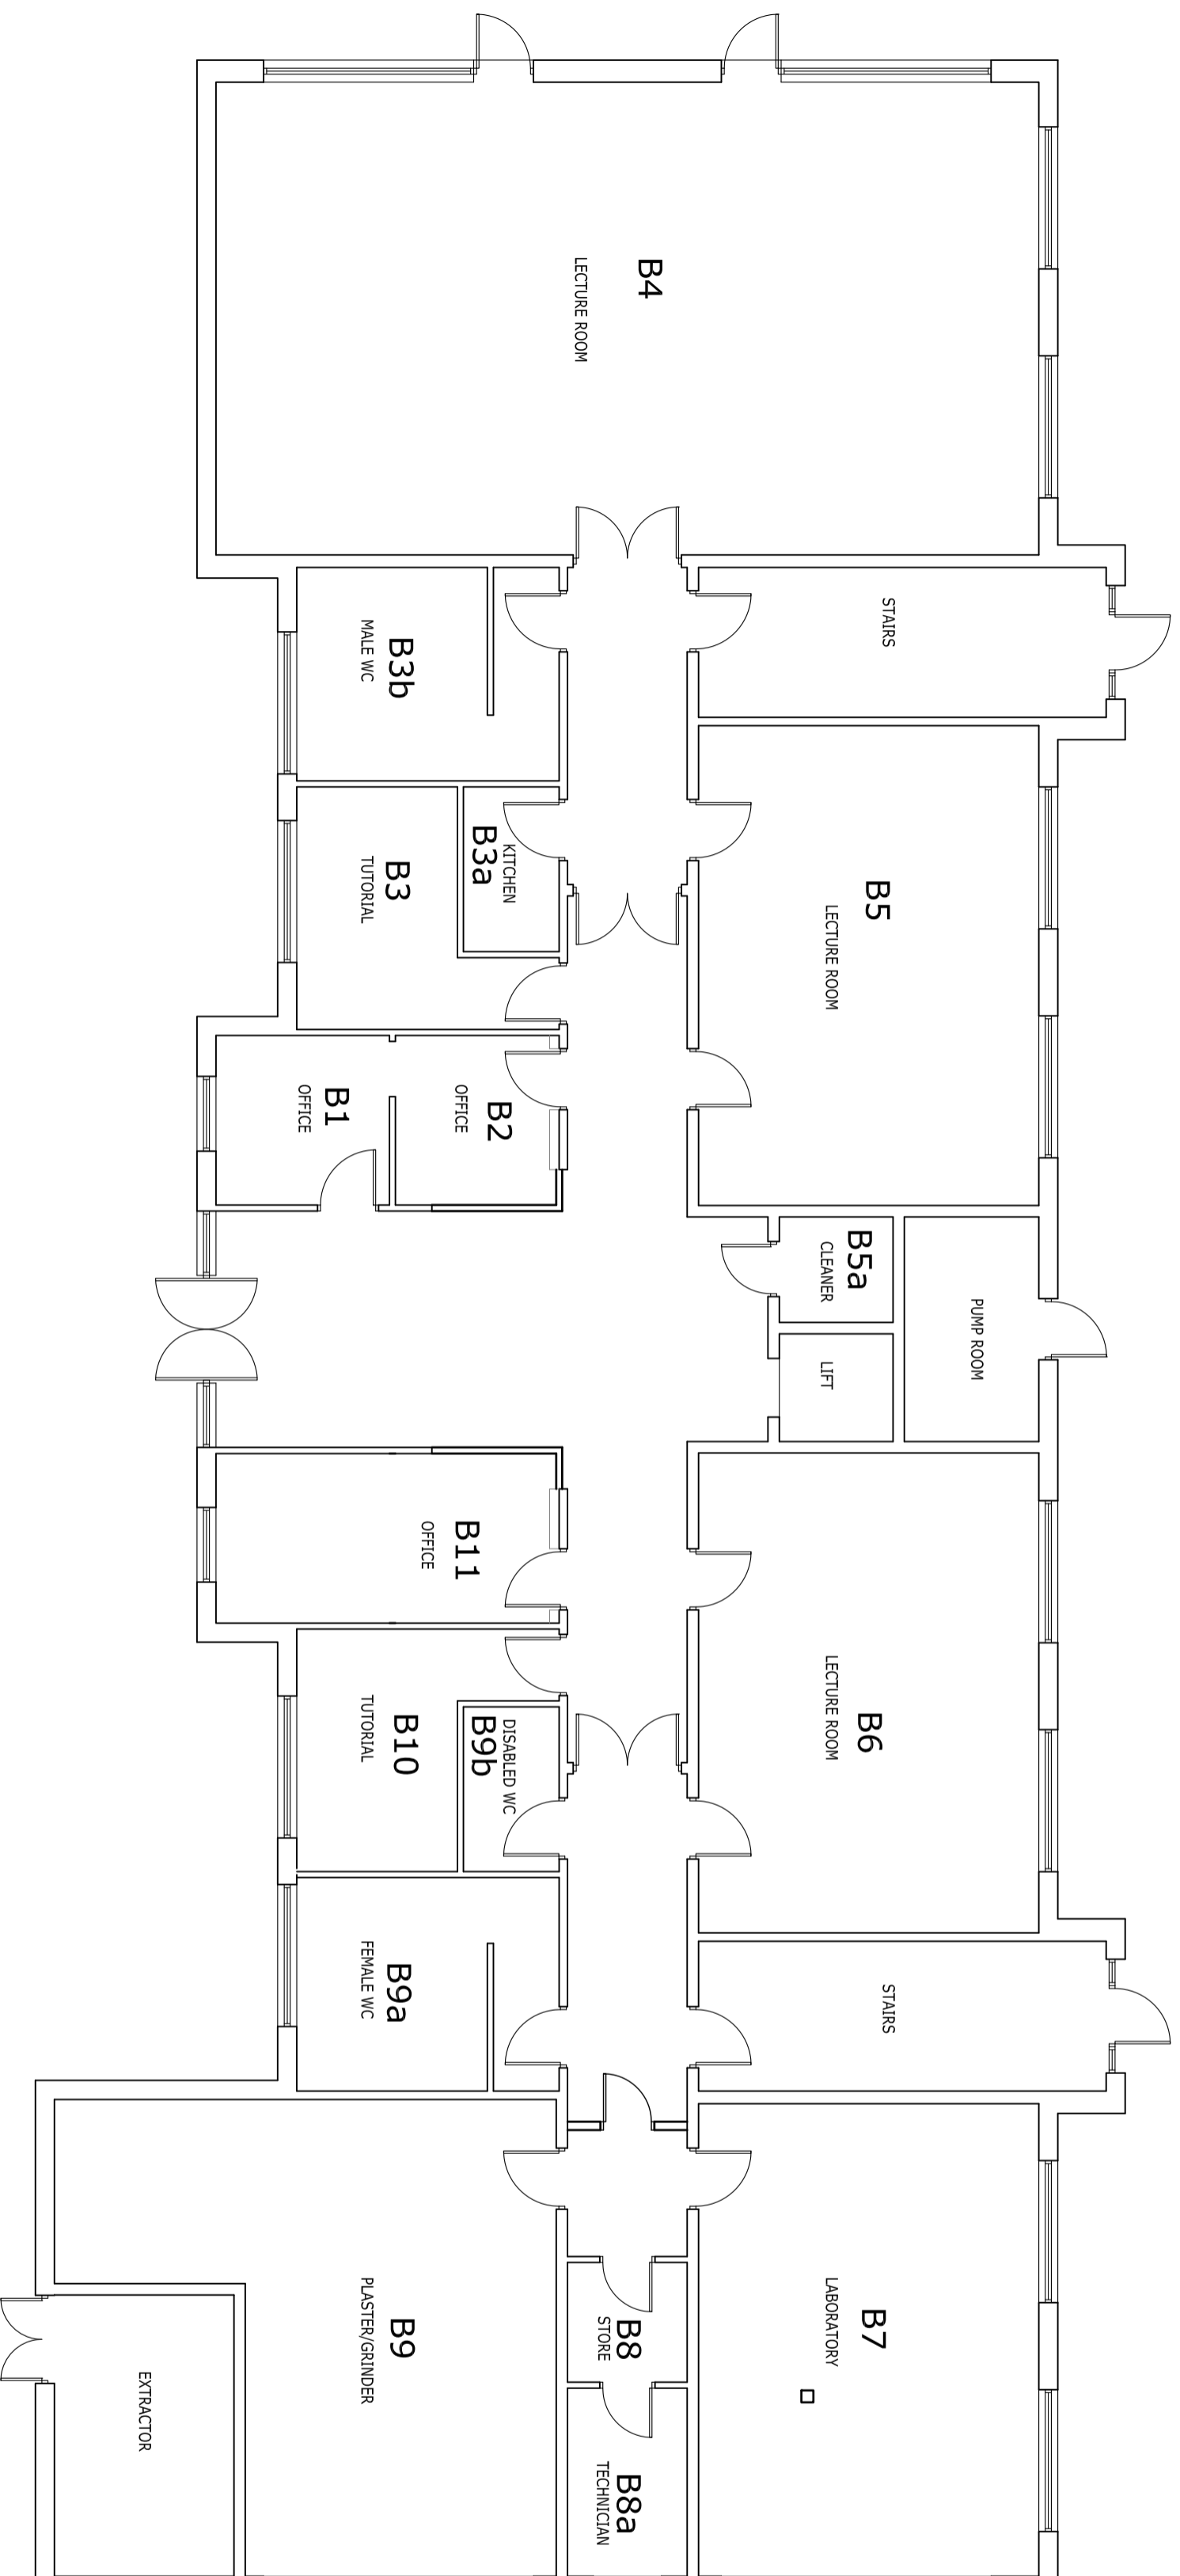 B4
LECTURE ROOM
STAIRS
B3b
MALE WC
B5
LECTURE ROOM
KITCHEN
B3a
B3
TUTORIAL
B2
OFFICE
B1
OFFICE
B5a
CLEANER
PUMP ROOM
LIFT
B11
OFFICE
B6
LECTURE ROOM
DISABLED WC
B9b
B10
TUTORIAL
B9a
FEMALE WC
STAIRS
B7
LABORATORY
B8
STORE
B9
PLASTER/GRINDER
EXTRACTOR
B8a
TECHNICIAN